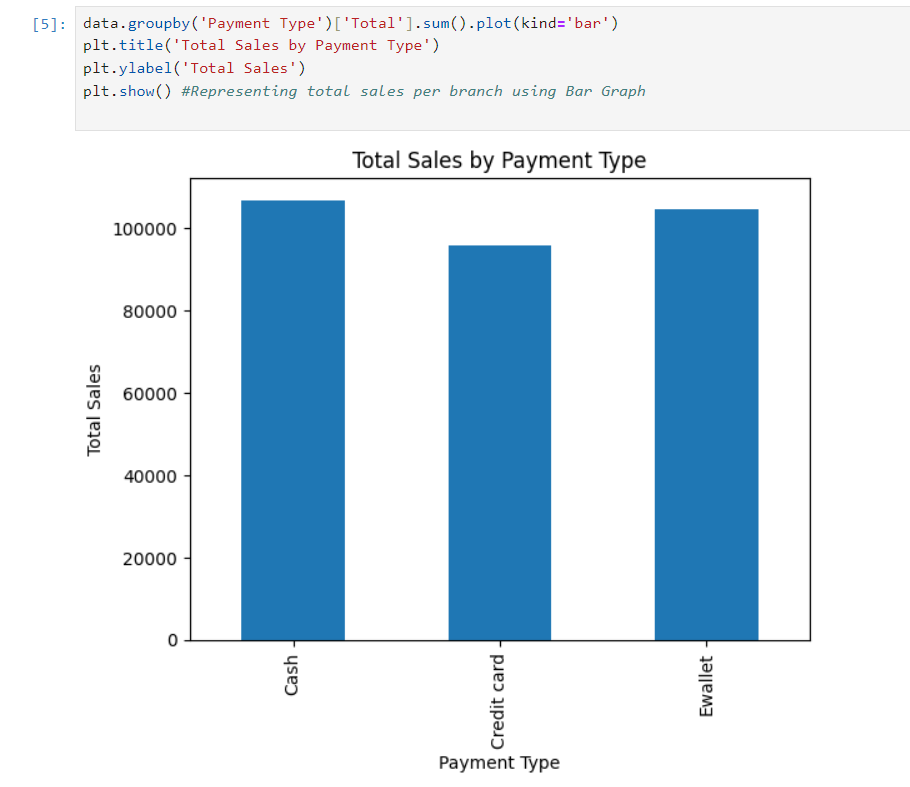 [5]: data.groupby('Payment Type')['Total'].sum().plot(kind='bar')
plt.title('Total Sales by Payment Type')
plt.ylabel('Total Sales')
plt.show() #Representing total sales per branch using Bar Graph
Total Sales by Payment Type
100000
80000
60000
40000
20000
0
Total Sales
Cash
Credit card
Ewallet
Payment Type